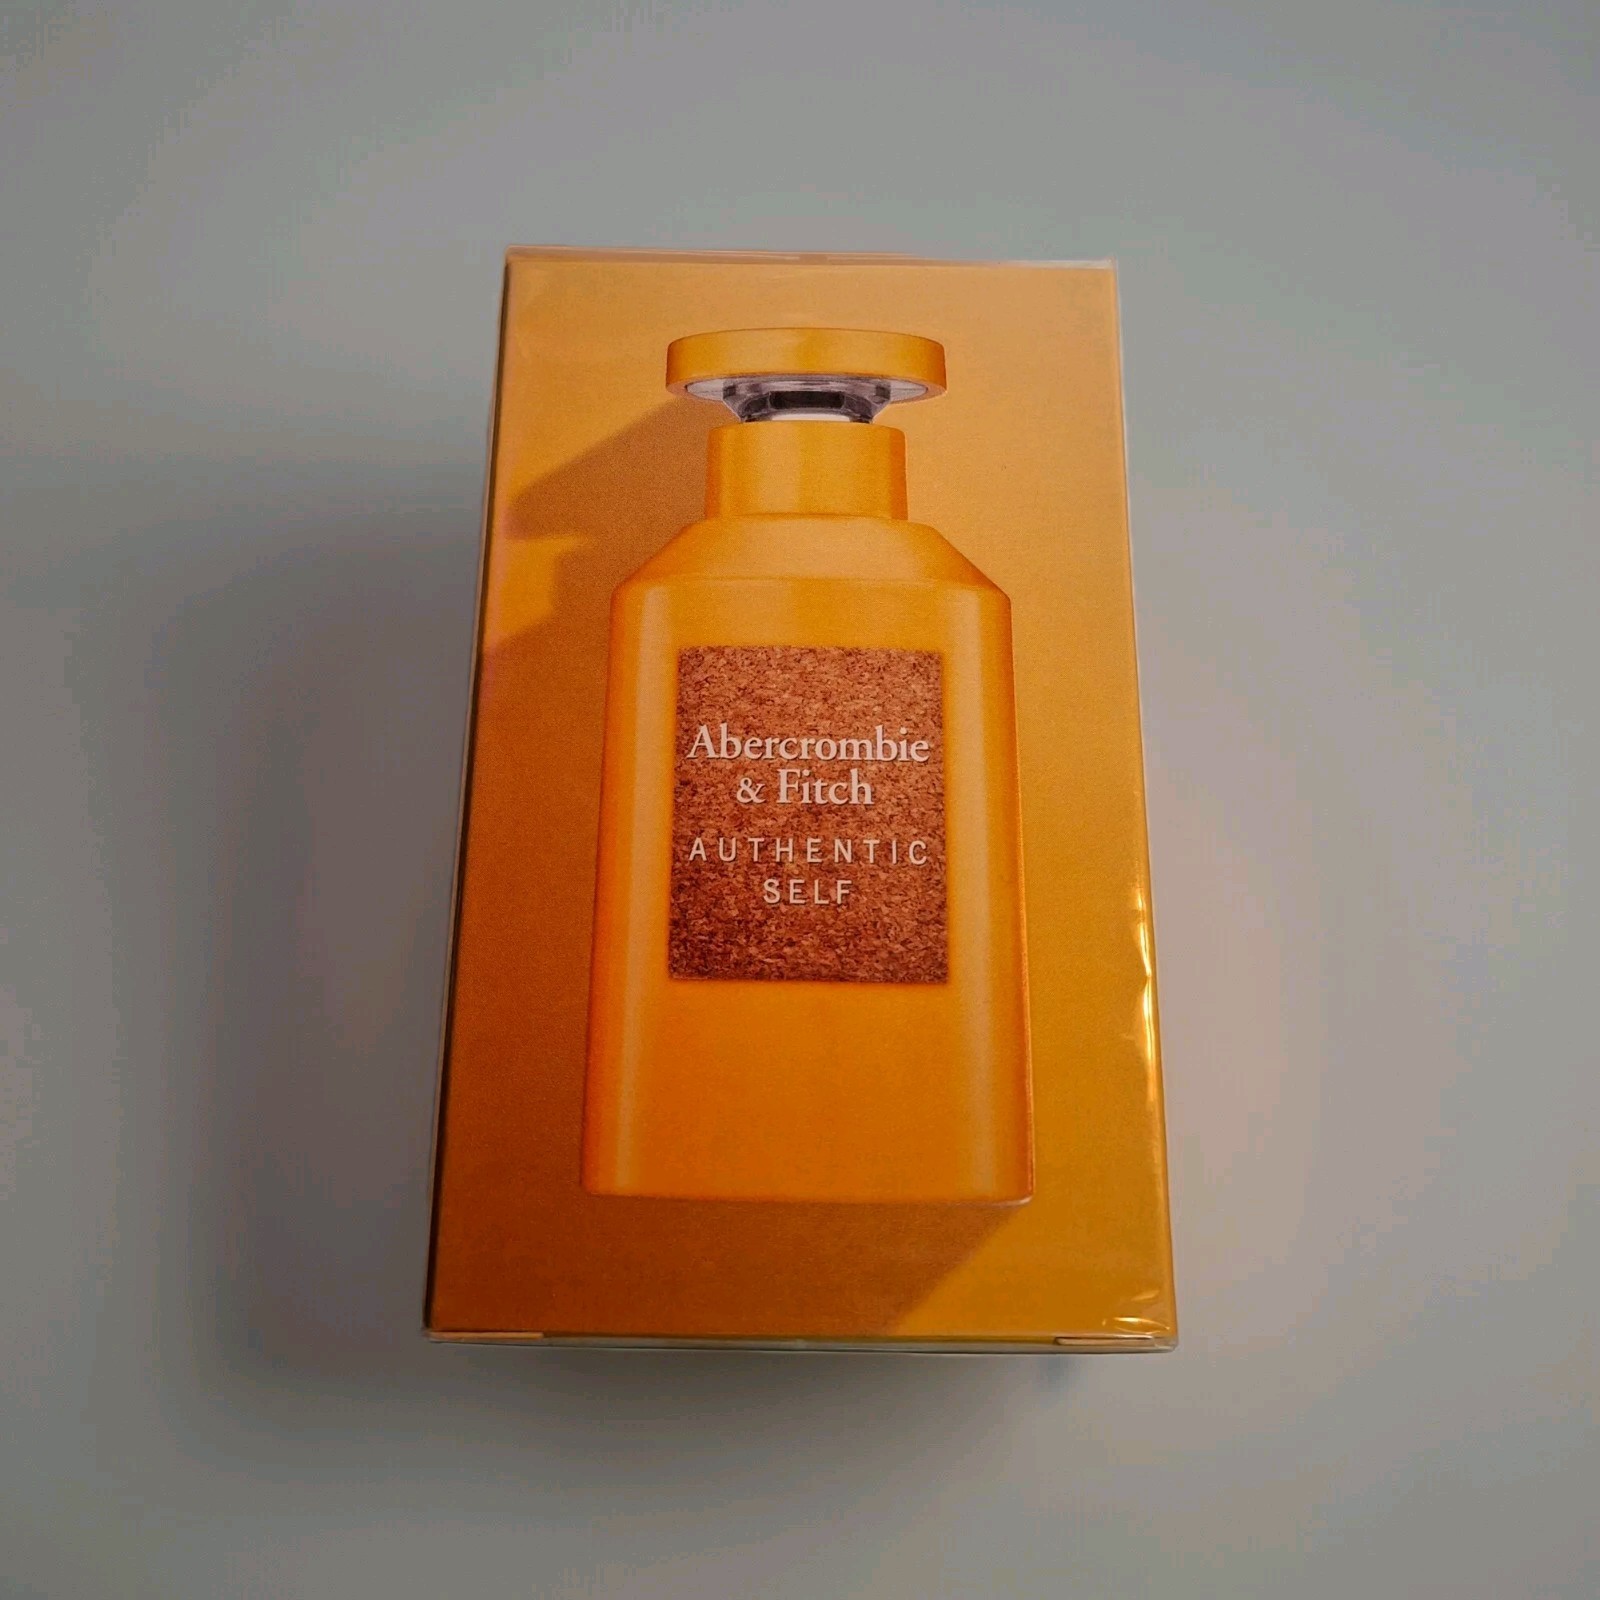 Abercrombie
& Fitch
AUTHENTIC
SELF